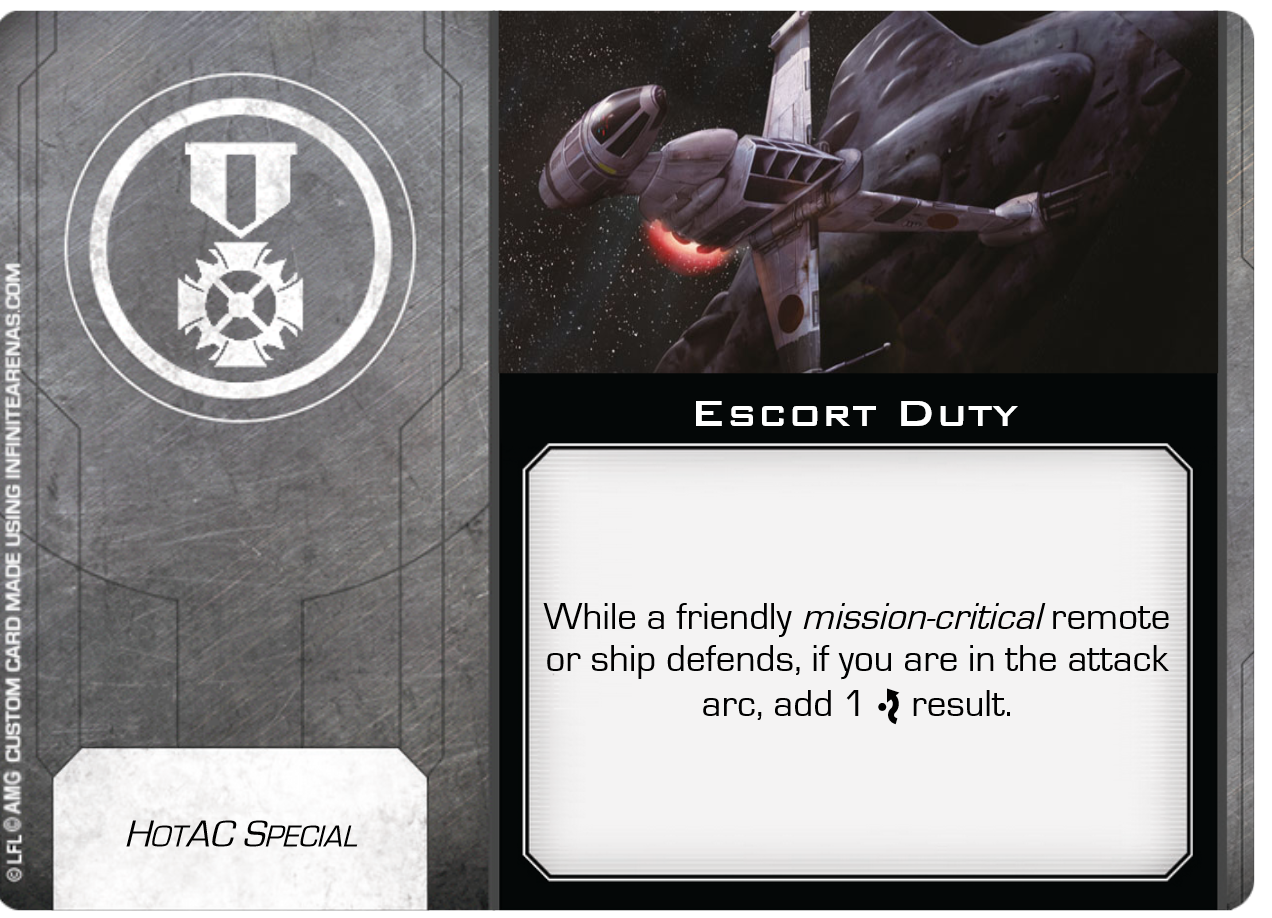 ESCORT DUTY
While a friendly mission-critical remote
or ship defends, if you are in the attack
arc, add 1 result.
HOTAC SPECIAL
© LFL © AMG CUSTOM CARD MADE USING INFINITEARENAS.COM